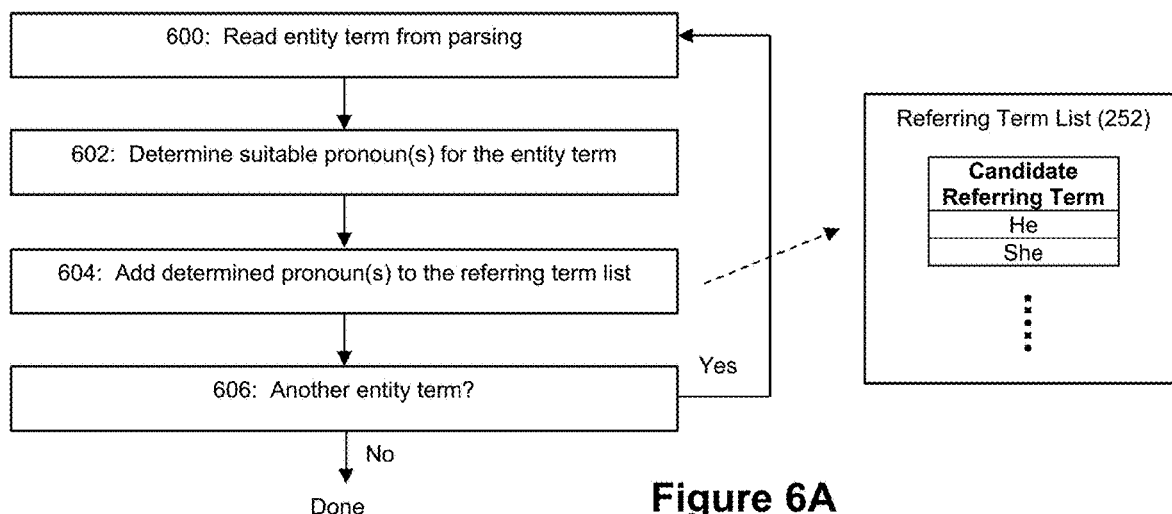 600: Read entity term from parsing
602: Determine suitable pronoun(s) for the entity term
604: Add determined pronoun(s) to the referring term list
606: Another entity term?
Yes
No
Done
Referring Term List (252)
Candidate
Referring Term
He
She
Figure 6A